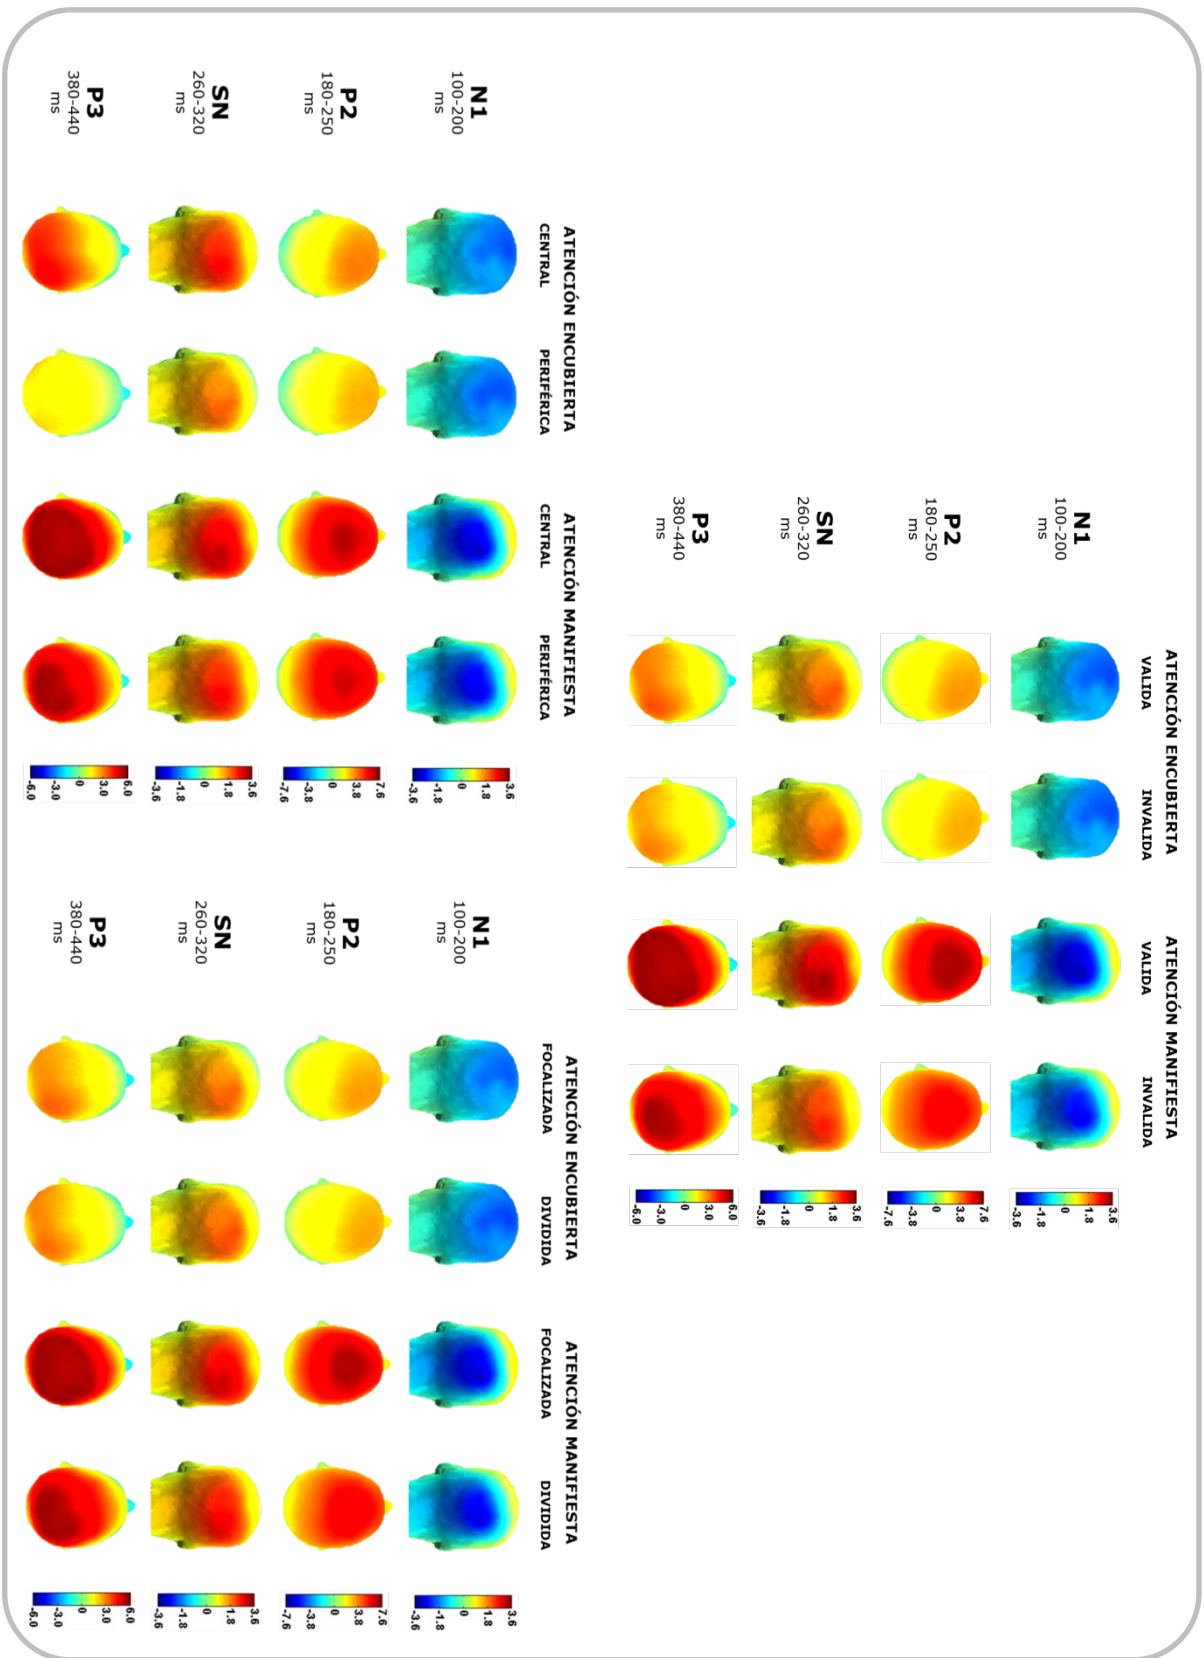 ATENCIÓN ENCUBIERTA ATENCIÓN MANIFIESTA
VALIDA INVALIDA VALIDA INVALIDA
N1
100-200
ms
3.6
1.8
0
-1.8
-3.6
P2
180-250
ms
7.6
3.8
0
-3.8
-7.6
SN
260-320
ms
3.6
1.8
0
-1.8
-3.6
P3
380-440
ms
6.0
3.0
0
-3.0
-6.0
ATENCIÓN ENCUBIERTA ATENCIÓN MANIFIESTA
CENTRAL PERIFÉRICA CENTRAL PERIFÉRICA
N1
100-200
ms
3.6
1.8
0
-1.8
-3.6
P2
180-250
ms
7.6
3.8
0
-3.8
-7.6
SN
260-320
ms
3.6
1.8
0
-1.8
-3.6
P3
380-440
ms
6.0
3.0
0
-3.0
-6.0
ATENCIÓN ENCUBIERTA ATENCIÓN MANIFIESTA
FOCALIZADA DIVIDIDA FOCALIZADA DIVIDIDA
N1
100-200
ms
3.6
1.8
0
-1.8
-3.6
P2
180-250
ms
7.6
3.8
0
-3.8
-7.6
SN
260-320
ms
3.6
1.8
0
-1.8
-3.6
P3
380-440
ms
6.0
3.0
0
-3.0
-6.0